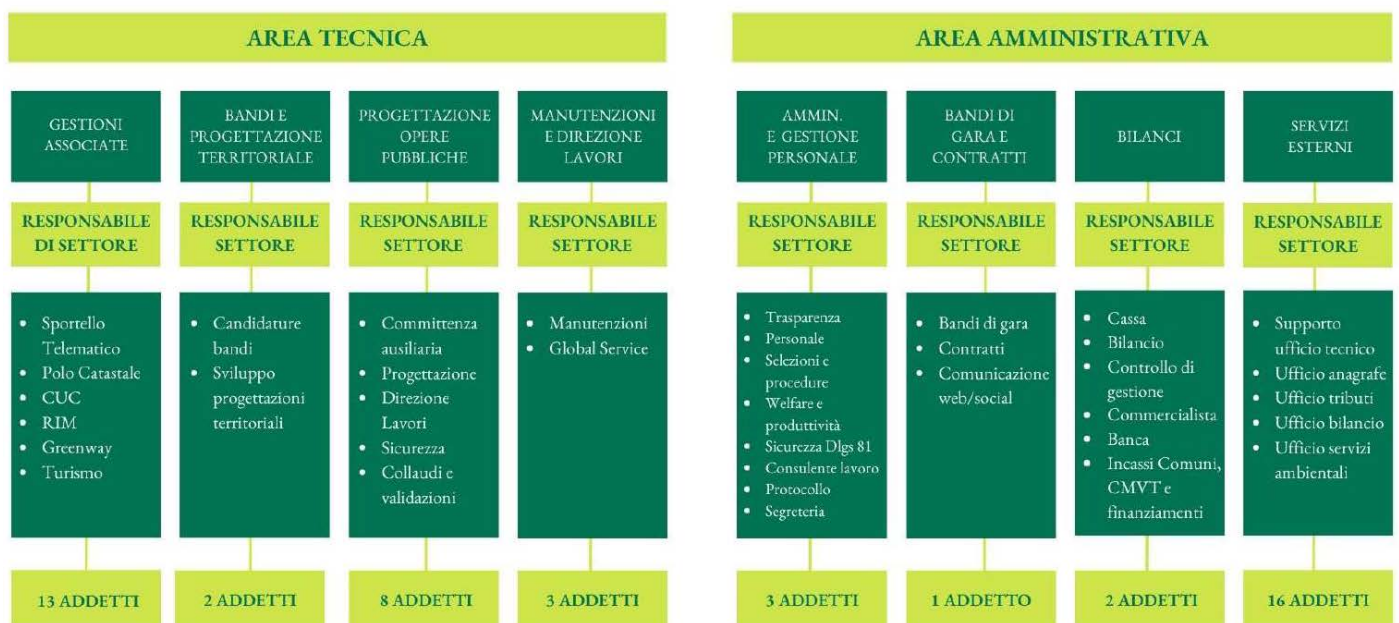 AREA TECNICA
GESTIONI
ASSOCIATE
RESPONSABILE
DI SETTORE
• Sportello
Telematico
• Polo Catastale
• CUC
• RIM
• Greenway
• Turismo
13 ADDETTI
BANDI E
PROGETTAZIONE
TERRITORIALE
RESPONSABILE
SETTORE
• Candidature
bandi
• Sviluppo
progettazioni
territoriali
2 ADDETTI
PROGETTAZIONE
OPERE
PUBBLICHE
RESPONSABILE
SETTORE
• Committenza
ausiliaria
• Progettazione
• Direzione
Lavori
• Sicurezza
• Collaudi e
validazioni
8 ADDETTI
MANUTENZIONI
E DIREZIONE
LAVORI
RESPONSABILE
SETTORE
• Manutenzioni
• Global Service
3 ADDETTI
AREA AMMINISTRATIVA
AMMIN.
E GESTIONE
PERSONALE
RESPONSABILE
SETTORE
• Trasparenza
• Personale
• Selezioni e
procedure
• Welfare e
produttività
• Sicurezza Dlgs 81
• Consulente lavoro
• Protocollo
• Segreteria
3 ADDETTI
BANDI DI
GARA E
CONTRATTI
RESPONSABILE
SETTORE
• Bandi di gara
• Contratti
• Comunicazione
web/social
1 ADDETTO
BILANCI
RESPONSABILE
SETTORE
• Cassa
• Bilancio
• Controllo di
gestione
• Commercialista
• Banca
• Incassi Comuni,
CMVT e
finanziamenti
2 ADDETTI
SERVIZI
ESTERNI
RESPONSABILE
SETTORE
• Supporto
ufficio tecnico
• Ufficio anagrafe
• Ufficio tributi
• Ufficio bilancio
• Ufficio servizi
ambientali
16 ADDETTI